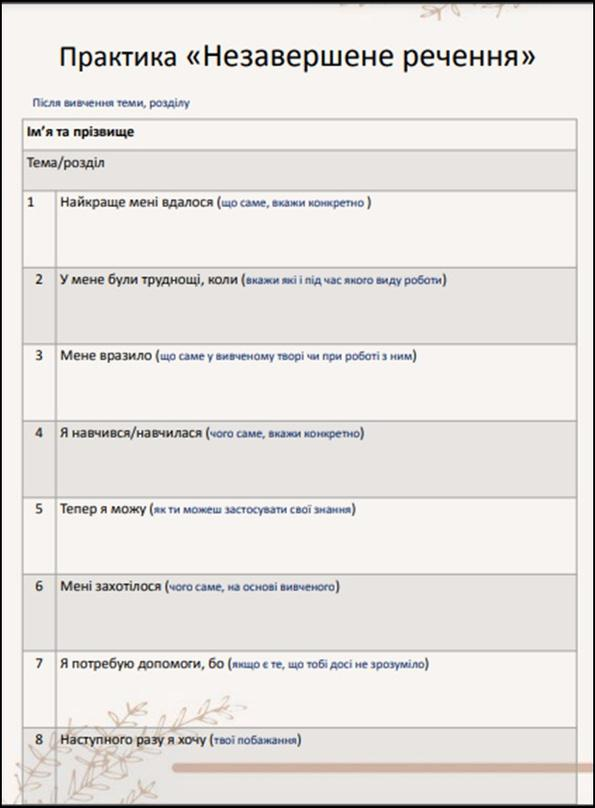 Практика «Незавершене речення»
Після вивчення теми, розділу
Ім’я та прізвище
Тема/розділ
1 Найкраще мені вдалося (що саме, вкажи конкретно )
2 У мене були труднощі, коли (вкажи які і під час якого виду роботи)
3 Мене вразило (що саме у вивченому творі чи при роботі з ним)
4 Я навчився/навчилася (чого саме, вкажи конкретно)
5 Тепер я можу (як ти можеш застосувати свої знання)
6 Мені захотілося (чого саме, на основі вивченого)
7 Я потребую допомоги, бо (якщо є те, що тобі досі не зрозуміло)
8 Наступного разу я хочу (твої побажання)